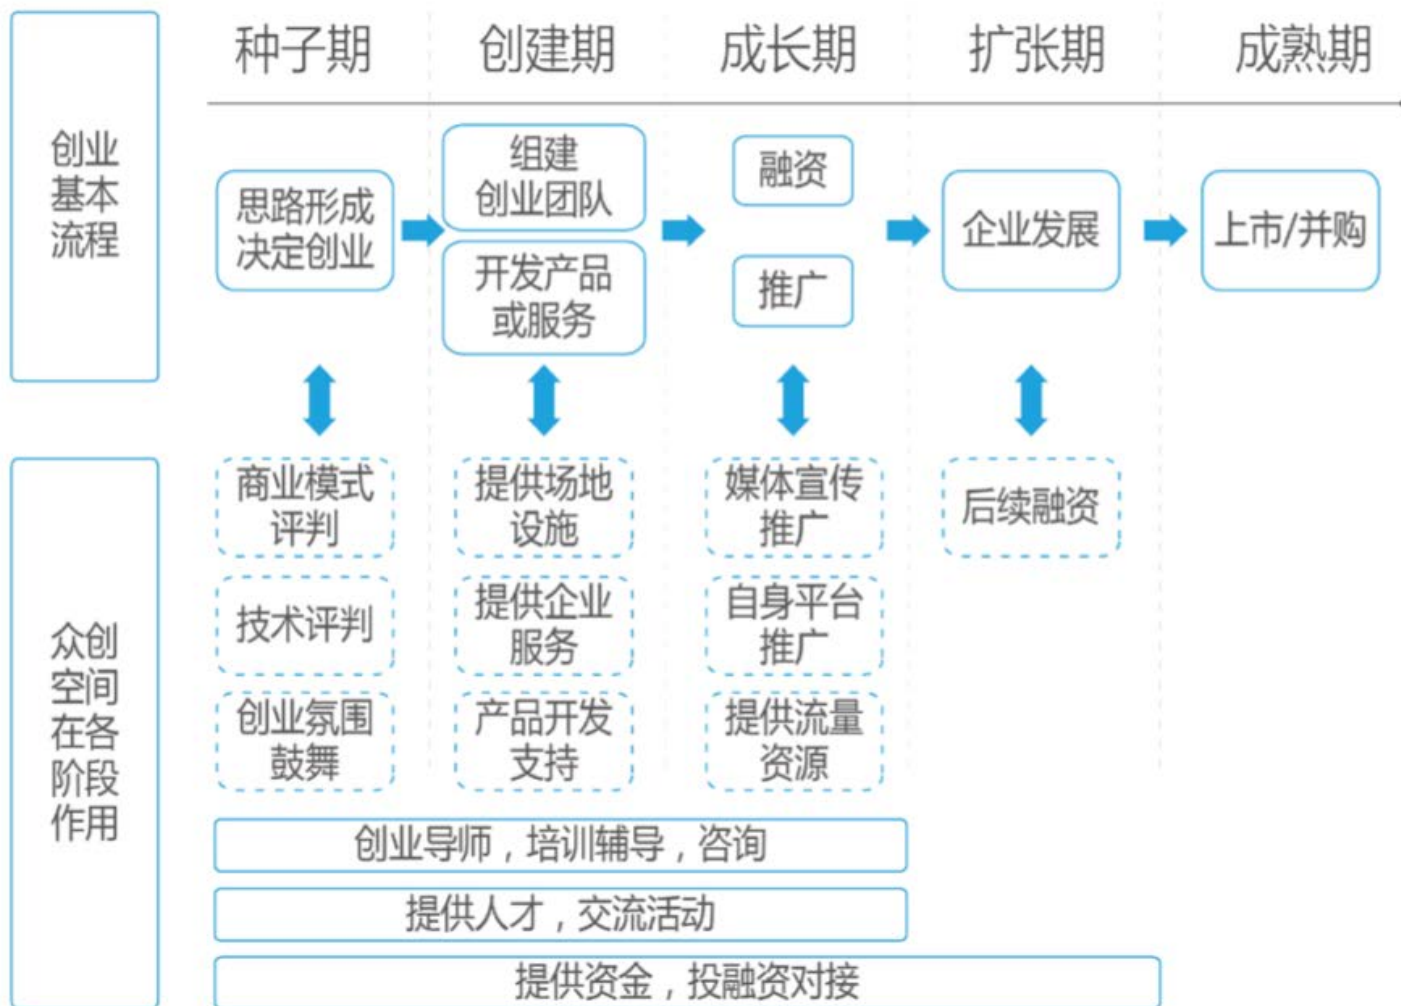 种子期
创建期
成长期
扩张期
成熟期
创业
基本
流程
思路形成
决定创业
组建
创业团队
开发产品
或服务
融资
推广
企业发展
上市/并购
众创
空间
在各
阶段
作用
商业模式
评判
技术评判
创业氛围
鼓舞
提供场地
设施
提供企业
服务
产品开发
支持
媒体宣传
推广
自身平台
推广
提供流量
资源
后续融资
创业导师，培训辅导，咨询
提供人才，交流活动
提供资金，投融资对接